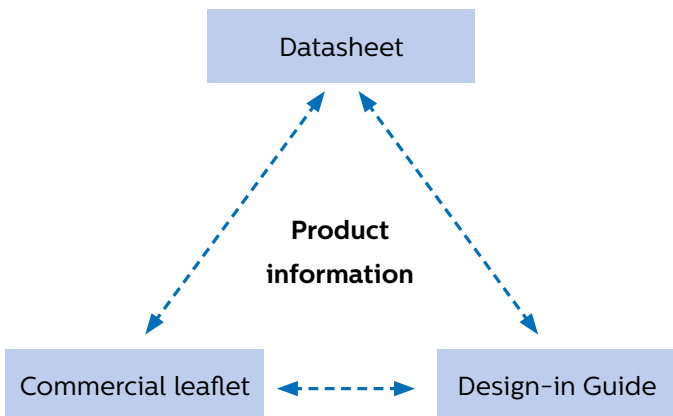 Datasheet
Product
information
Commercial leaflet
Design-in Guide